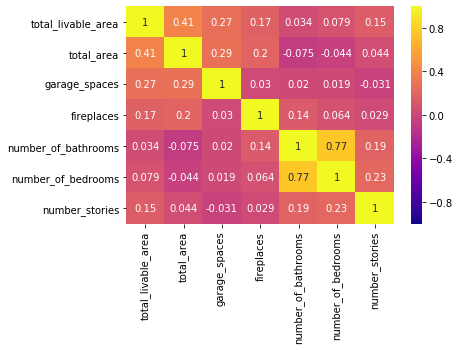 total_livable_area 1 0.41 0.27 0.17 0.034 0.079 0.15
total_area 0.41 1 0.29 0.2 -0.075 -0.044 0.044
garage_spaces 0.27 0.29 1 0.03 0.02 0.019 -0.031
fireplaces 0.17 0.2 0.03 1 0.14 0.064 0.029
number_of_bathrooms 0.034 -0.075 0.02 0.14 1 0.77 0.19
number_of_bedrooms 0.079 -0.044 0.019 0.064 0.77 1 0.23
number_stories 0.15 0.044 -0.031 0.029 0.19 0.23 1
total_livable_area
total_area
garage_spaces
fireplaces
number_of_bathrooms
number_of_bedrooms
number_stories
0.8
0.4
0.0
−0.4
−0.8